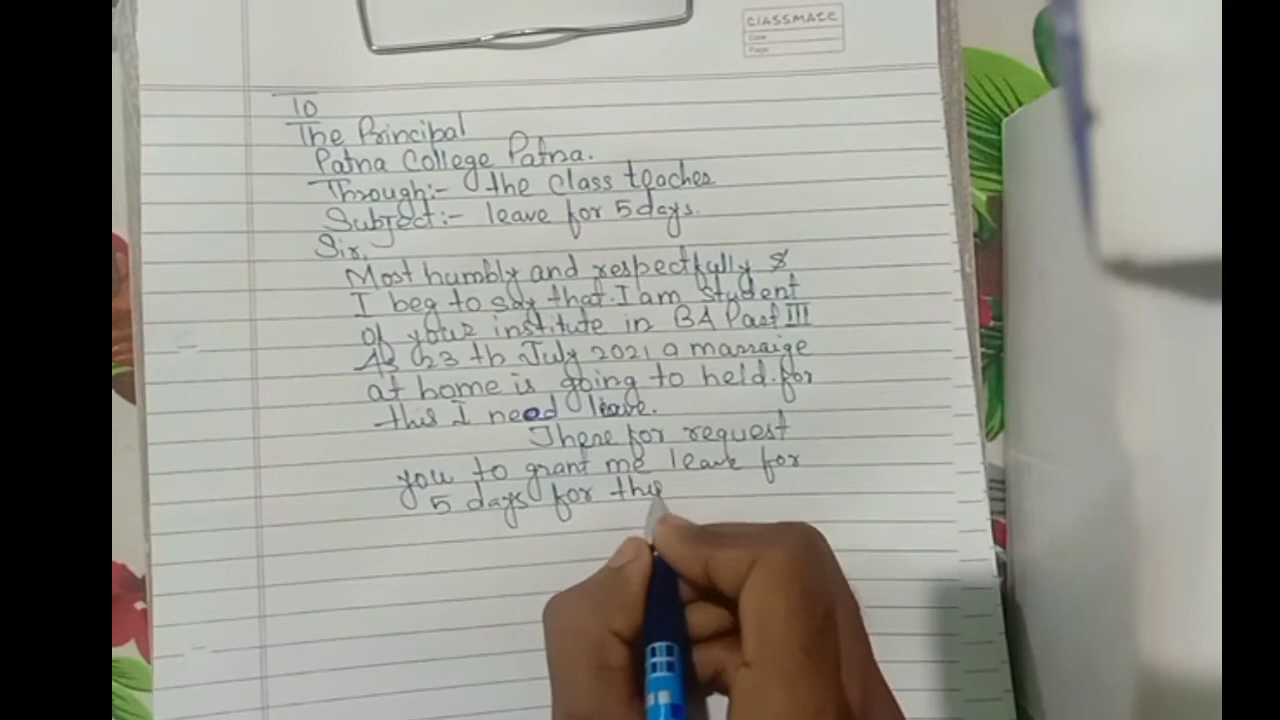 CLASSMATE
Date
Page
To
The Principal
Patna College Patna.
Through:- the class teacher
Subject:- leave for 5 days.
Sir,
Most humbly and respectfully &
I beg to say that I am student
of your institute in BA Part III
As 23 th July 2021 a marraige
at home is going to held for
this I need leave.
There for request
you to grant me leave for
5 days for this